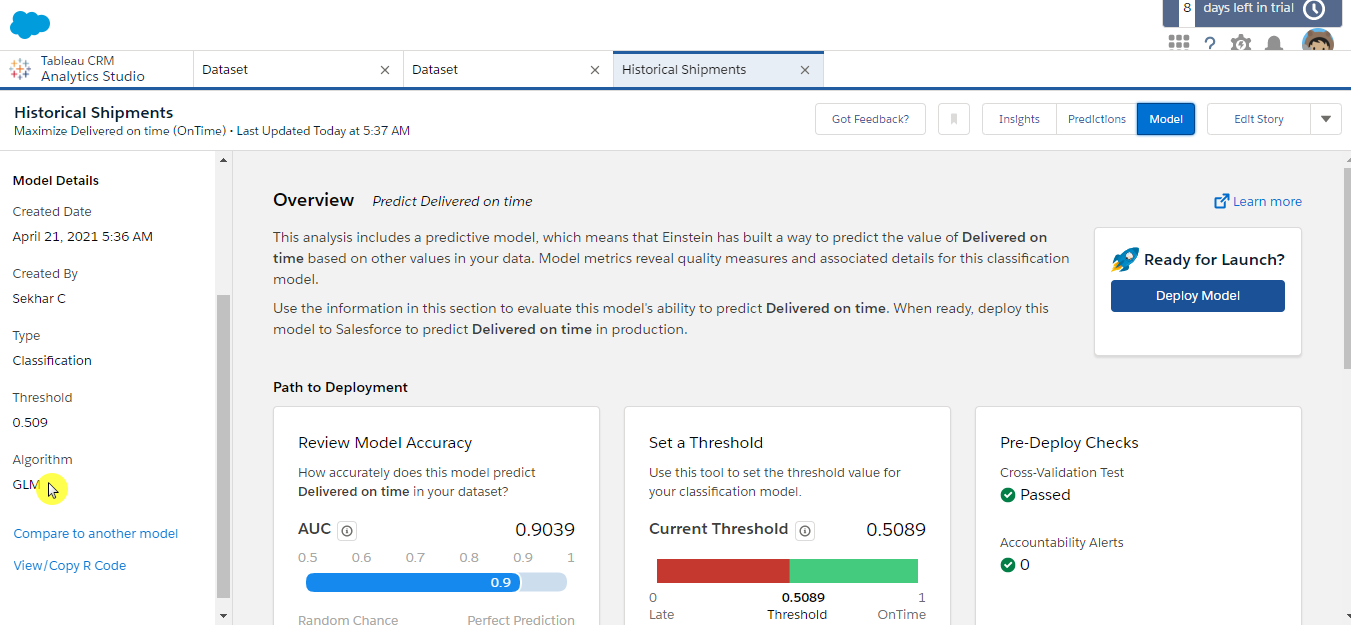 8 days left in trial
?
Tableau CRM
Analytics Studio
Dataset
Dataset
Historical Shipments
Historical Shipments
Maximize Delivered on time (OnTime) • Last Updated Today at 5:37 AM
Got Feedback?
Insights
Predictions
Model
Edit Story
Model Details
Created Date
April 21, 2021 5:36 AM
Created By
Sekhar C
Type
Classification
Threshold
0.509
Algorithm
GLM
Compare to another model
View/Copy R Code
Overview Predict Delivered on time
Learn more
This analysis includes a predictive model, which means that Einstein has built a way to predict the value of Delivered on
time based on other values in your data. Model metrics reveal quality measures and associated details for this classification
model.
Use the information in this section to evaluate this model's ability to predict Delivered on time. When ready, deploy this
model to Salesforce to predict Delivered on time in production.
Ready for Launch?
Deploy Model
Path to Deployment
Review Model Accuracy
How accurately does this model predict
Delivered on time in your dataset?
AUC 0.9039
0.5 0.6 0.7 0.8 0.9 1
0.9
Random Chance Perfect Prediction
Set a Threshold
Use this tool to set the threshold value for
your classification model.
Current Threshold 0.5089
0 0.5089 1
Late Threshold OnTime
Pre-Deploy Checks
Cross-Validation Test
Passed
Accountability Alerts
0